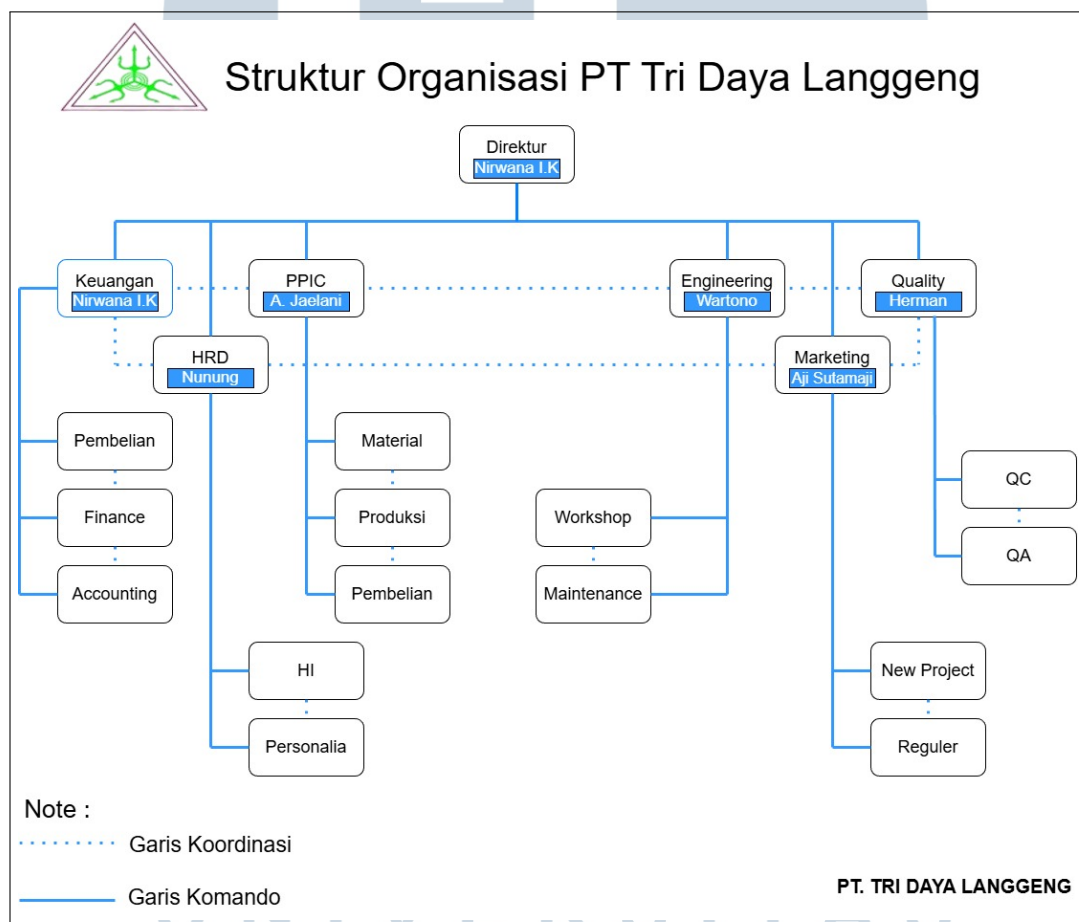 Struktur Organisasi PT Tri Daya Langgeng
Direktur
Nirwana I.K
Keuangan
Nirwana I.K
PPIC
A. Jaelani
Engineering
Wartono
Quality
Herman
HRD
Nunung
Marketing
Aji Sutamaji
Pembelian
Finance
Accounting
Material
Produksi
Pembelian
Workshop
Maintenance
QC
QA
HI
Personalia
New Project
Reguler
Note :
Garis Koordinasi
Garis Komando
PT. TRI DAYA LANGGENG